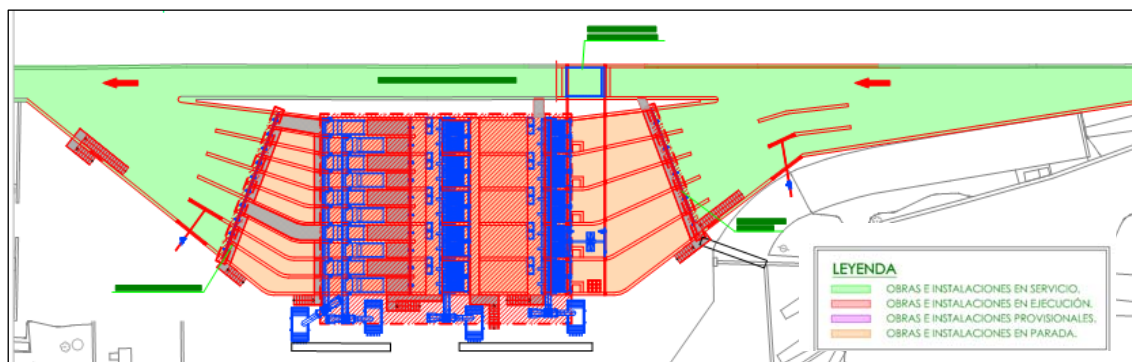 LEYENDA
OBRAS E INSTALACIONES EN SERVICIO.
OBRAS E INSTALACIONES EN EJECUCIÓN.
OBRAS E INSTALACIONES PROVISIONALES.
OBRAS E INSTALACIONES EN PARADA.